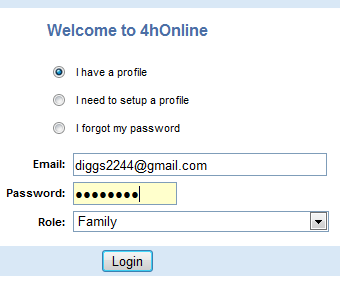 Welcome to 4hOnline
I have a profile
I need to setup a profile
I forgot my password
Email: diggs2244@gmail.com
Password: ●●●●●●●●
Role: Family
Login